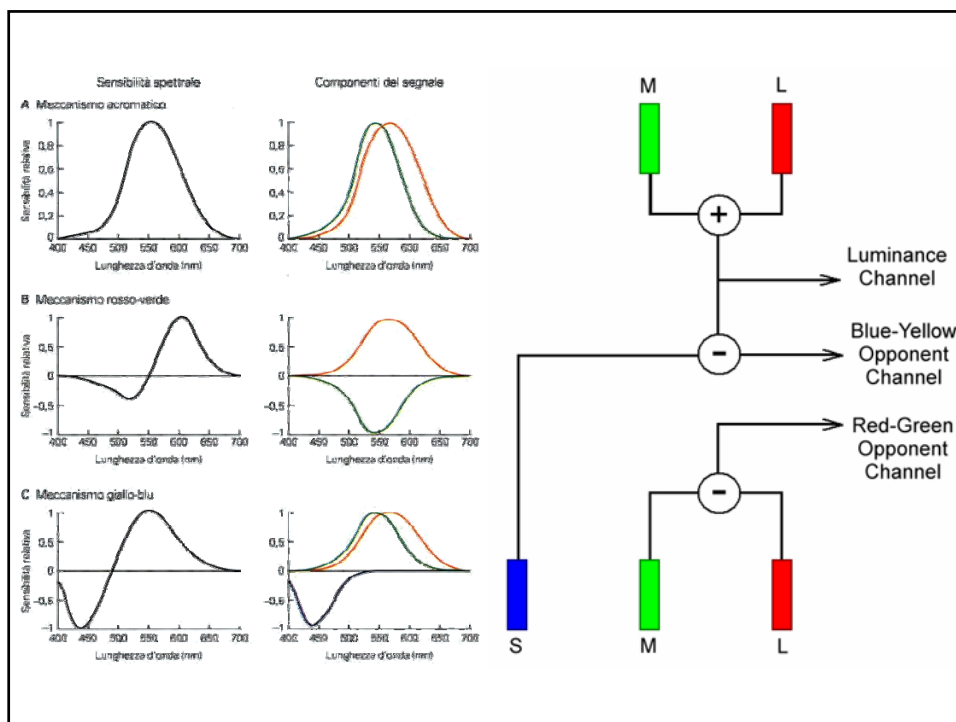 Sensibilità spettrale
Componenti del segnale
A Meccanismo acromatico
Sensibilità relativa
1
0,8
0,6
0,4
0,2
0
400 450 500 550 600 650 700
Lunghezza d'onda (nm)
1
0,8
0,6
0,4
0,2
0
400 450 500 550 600 650 700
Lunghezza d'onda (nm)
B Meccanismo rosso-verde
Sensibilità relativa
1
0,5
0
–0,5
–1
400 450 500 550 600 650 700
Lunghezza d'onda (nm)
1
0,5
0
–0,5
–1
400 450 500 550 600 650 700
Lunghezza d'onda (nm)
C Meccanismo giallo-blu
Sensibilità relativa
1
0,5
0
–0,5
–1
400 450 500 550 600 650 700
Lunghezza d'onda (nm)
1
0,5
0
–0,5
–1
400 450 500 550 600 650 700
Lunghezza d'onda (nm)
M
L
+
Luminance
Channel
-
Blue-Yellow
Opponent
Channel
Red-Green
Opponent
Channel
-
S
M
L